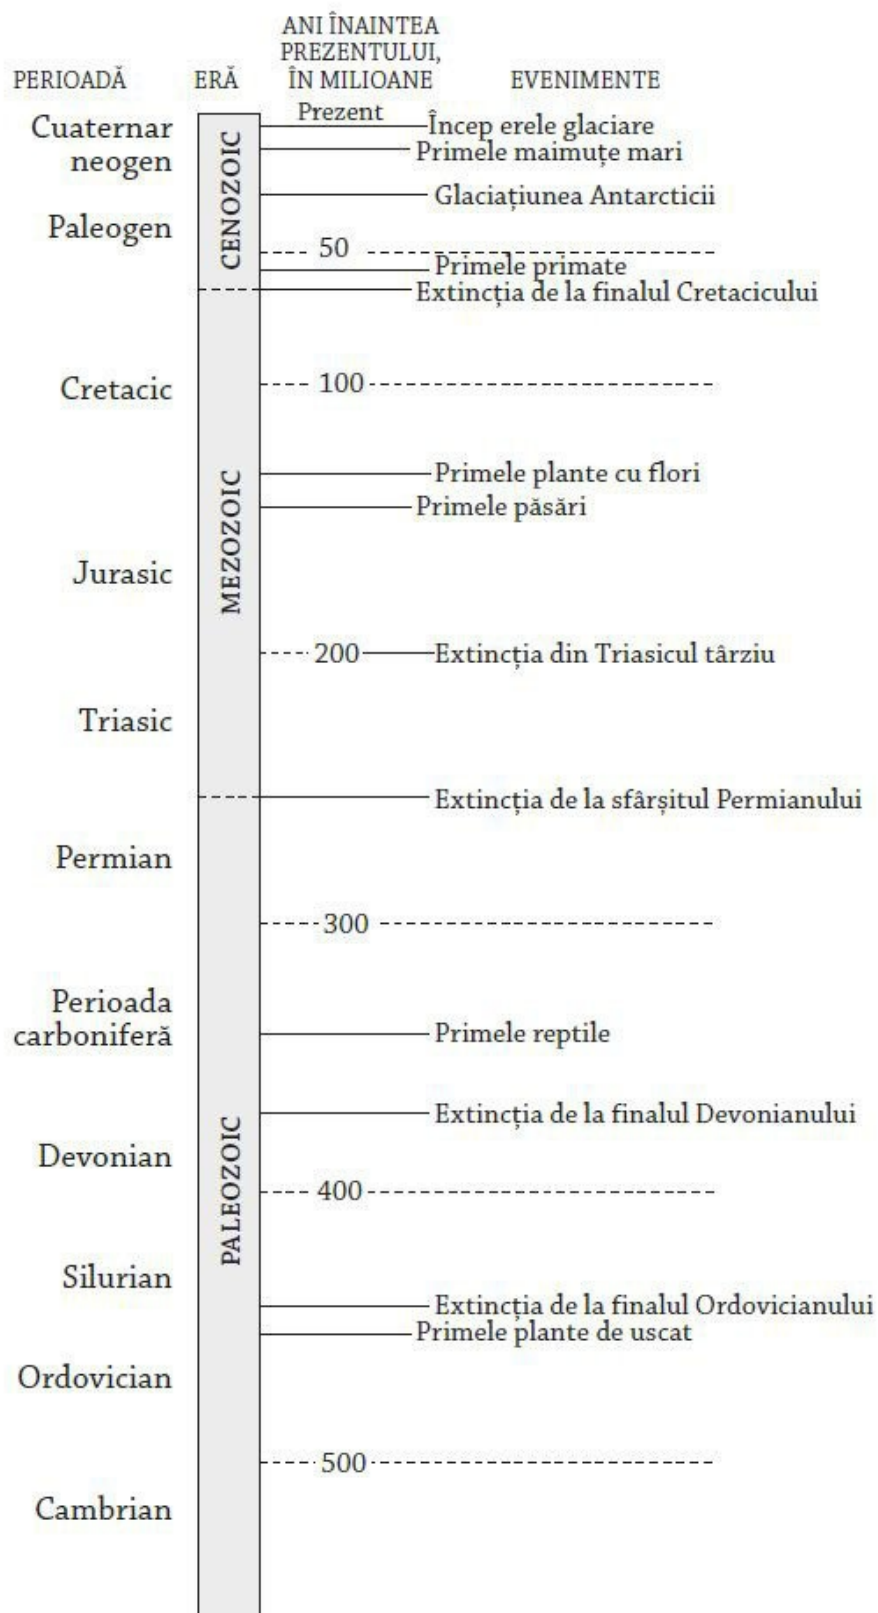 ANI ÎNAINTEA
PREZENTULUI,
PERIOADĂ ERĂ ÎN MILIOANE EVENIMENTE
Prezent
Cuaternar
neogen
Încep erele glaciare
Primele maimuțe mari
CENOZOIC
Glaciațiunea Antarcticii
Paleogen
50
Primele primate
Extincția de la finalul Cretacicului
Cretacic
100
Primele plante cu flori
Primele păsări
MEZOZOIC
Jurasic
200 Extincția din Triasicul târziu
Triasic
Extincția de la sfârșitul Permianului
Permian
300
Perioada
carboniferă
Primele reptile
Extincția de la finalul Devonianului
Devonian
400
PALEOZOIC
Silurian
Extincția de la finalul Ordovicianului
Primele plante de uscat
Ordovician
500
Cambrian